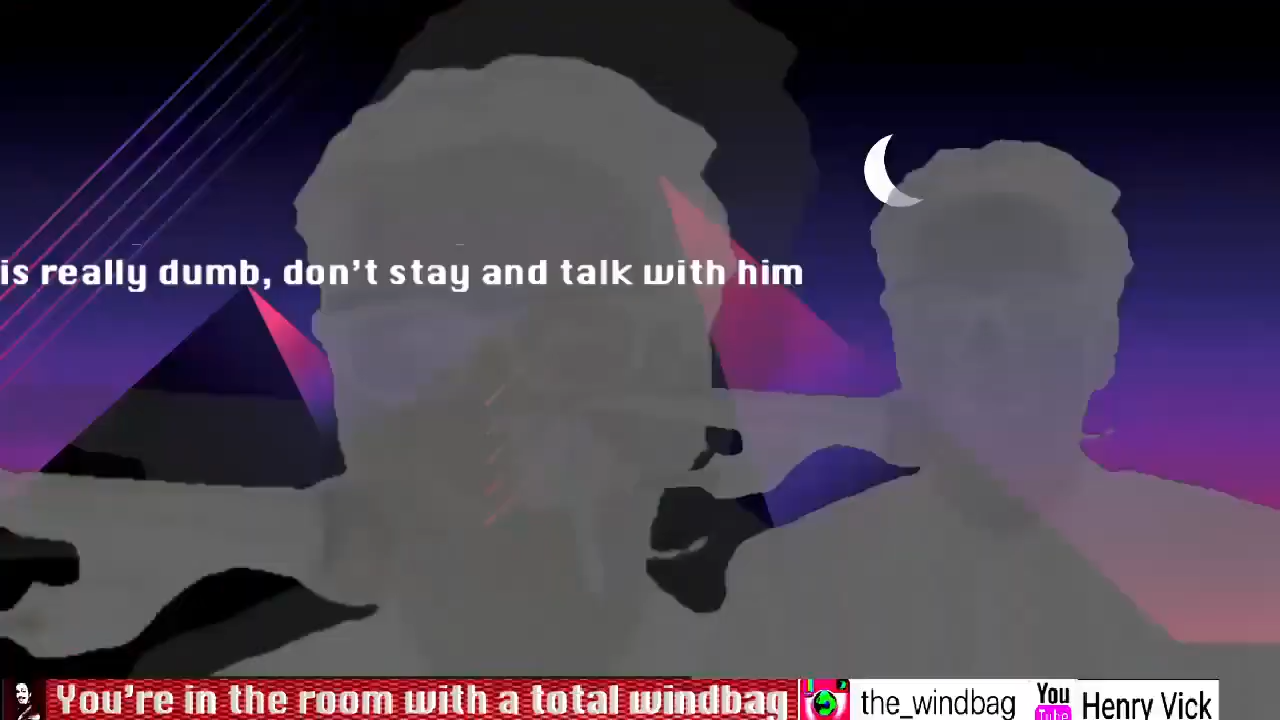 is really dumb, don't stay and talk with him
You're in the room with a total windbag
the_windbag
You
Tube
Henry Vick